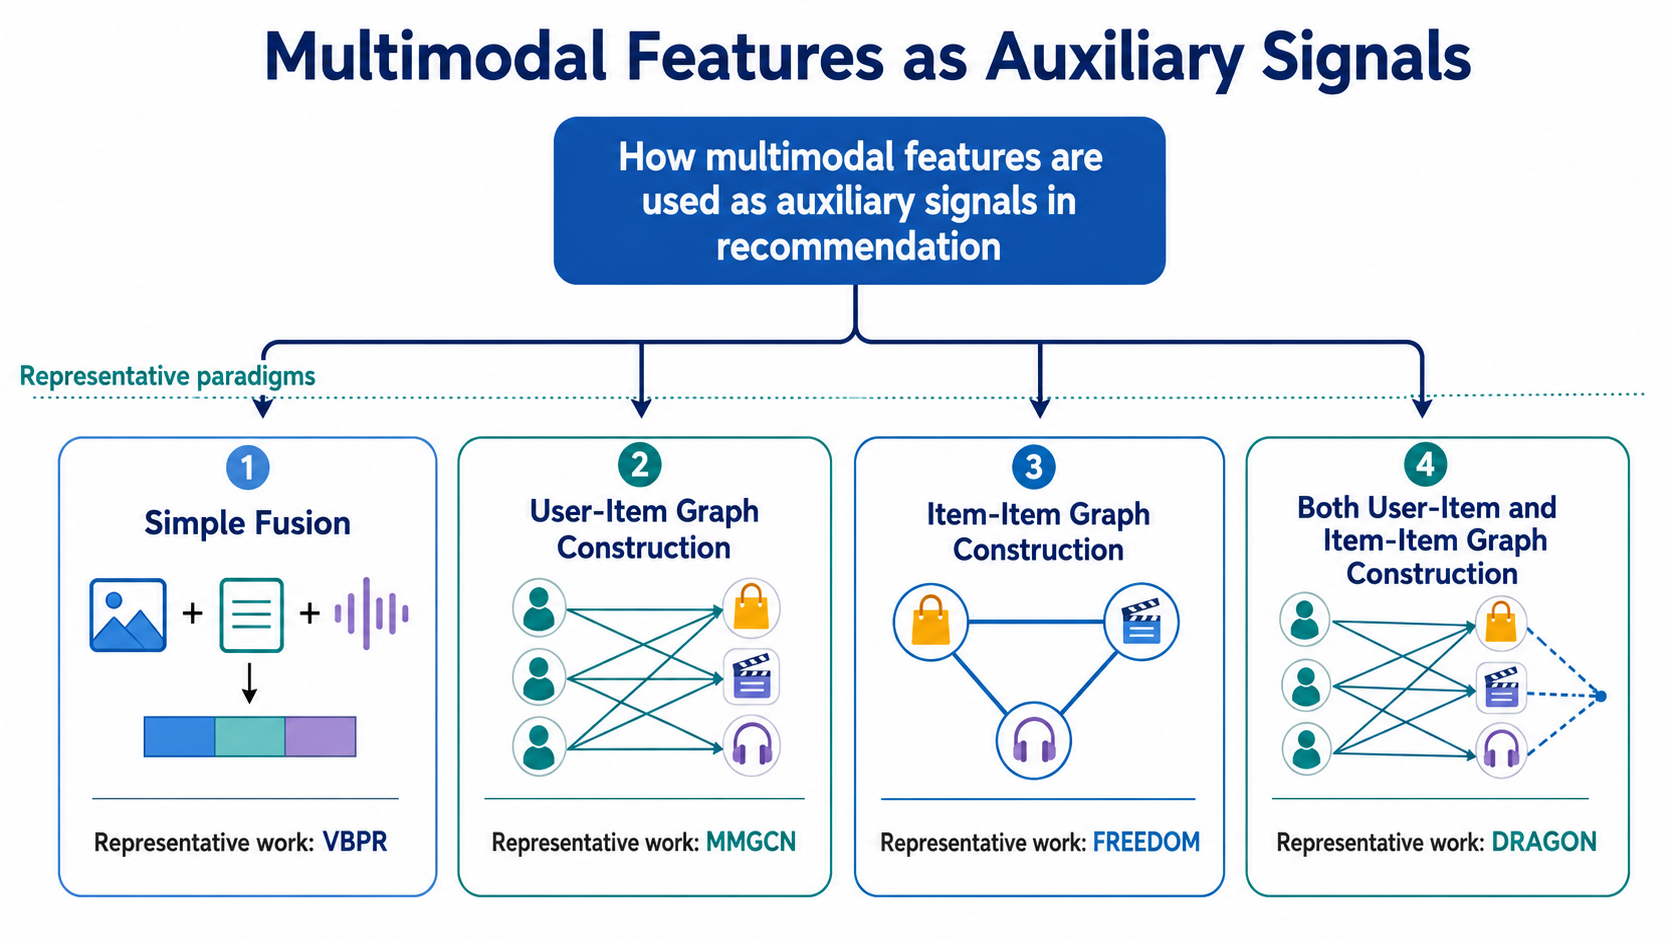 Multimodal Features as Auxiliary Signals
How multimodal features are
used as auxiliary signals in
recommendation
Representative paradigms
1
Simple Fusion
+
+
Representative work: VBPR
2
User-Item Graph
Construction
Representative work: MMGCN
3
Item-Item Graph
Construction
Representative work: FREEDOM
4
Both User-Item and
Item-Item Graph
Construction
Representative work: DRAGON